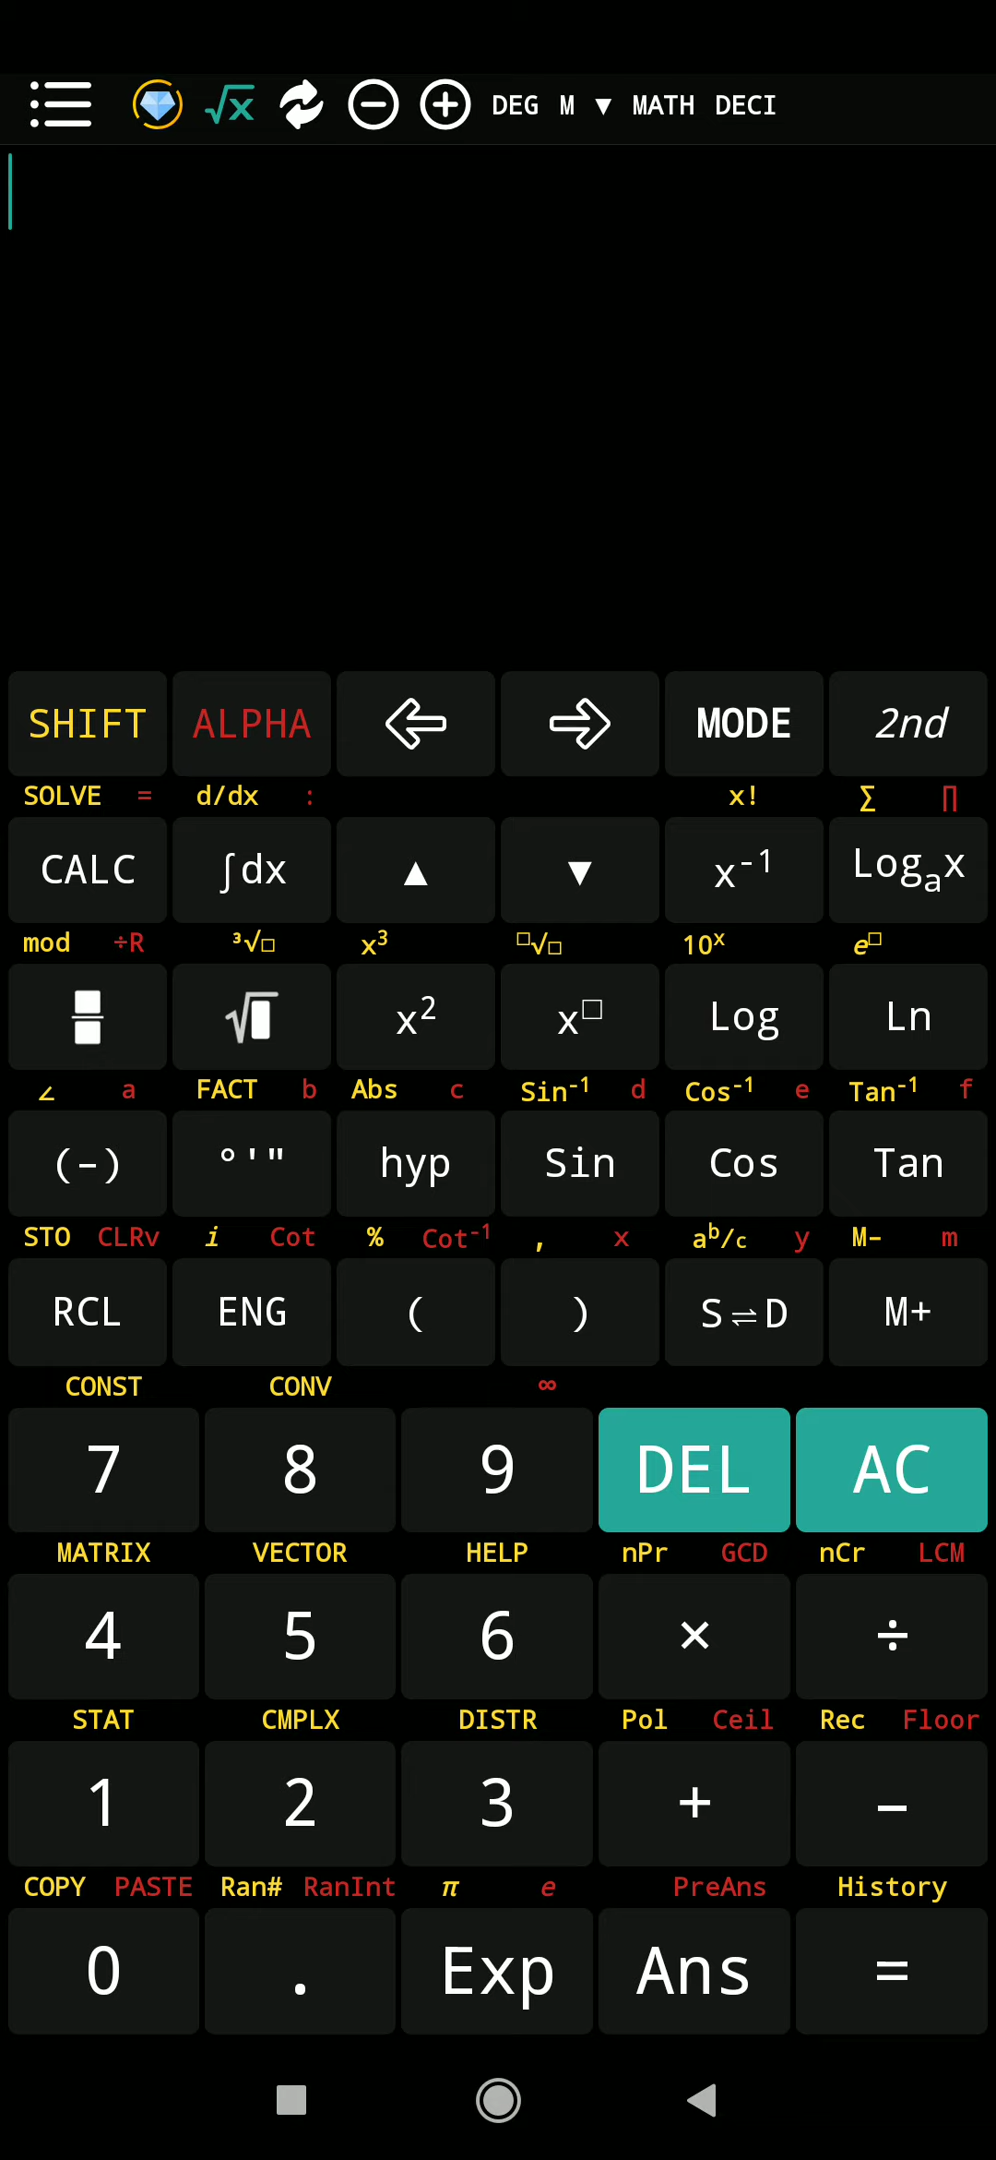 √x DEG M ▼ MATH DECI
SHIFT ALPHA MODE 2nd
SOLVE = d/dx : x! ∑ ∏
CALC ∫dx ▲ ▼ x⁻¹ Logₐx
mod ÷R ³√□ x³ □√□ 10ˣ e□
√ x² x□ Log Ln
∠ a FACT b Abs c Sin⁻¹ d Cos⁻¹ e Tan⁻¹ f
(–) °'" hyp Sin Cos Tan
STO CLRv i Cot % Cot⁻¹ , x aᵇ/c y M– m
RCL ENG ( ) S⇌D M+
CONST CONV ∞
7 8 9 DEL AC
MATRIX VECTOR HELP nPr GCD nCr LCM
4 5 6 × ÷
STAT CMPLX DISTR Pol Ceil Rec Floor
1 2 3 + –
COPY PASTE Ran# RanInt π e PreAns History
0 . Exp Ans =